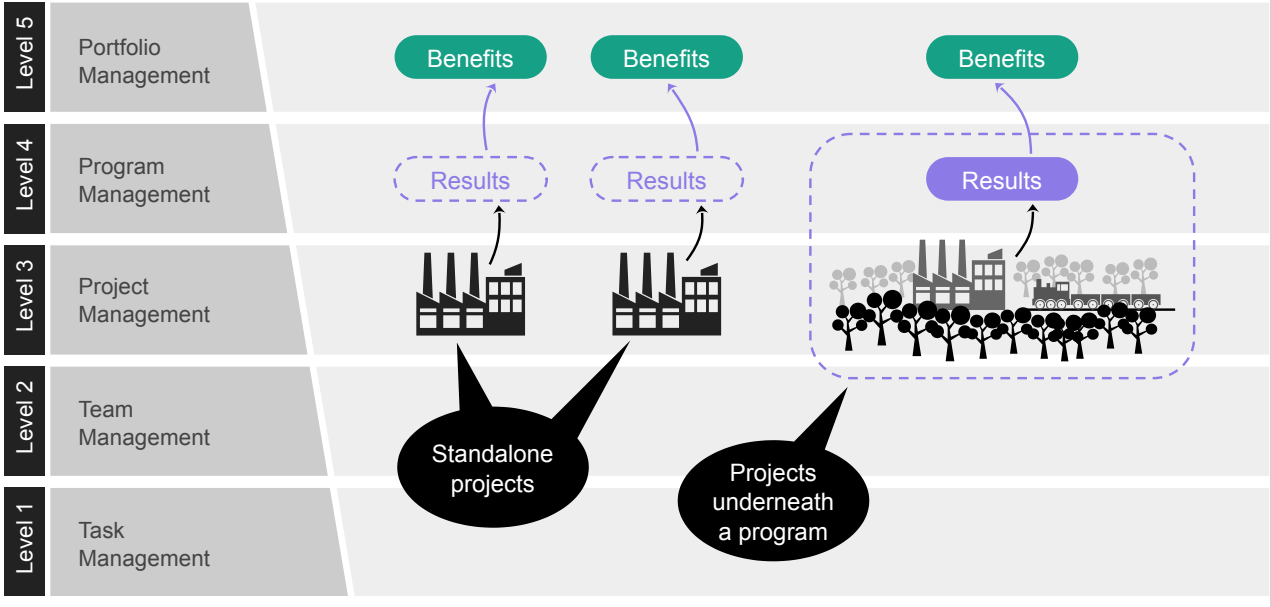 Level 5
Portfolio
Management
Benefits
Benefits
Benefits
Level 4
Program
Management
Results
Results
Results
Level 3
Project
Management
Level 2
Team
Management
Standalone
projects
Projects
underneath
a program
Level 1
Task
Management